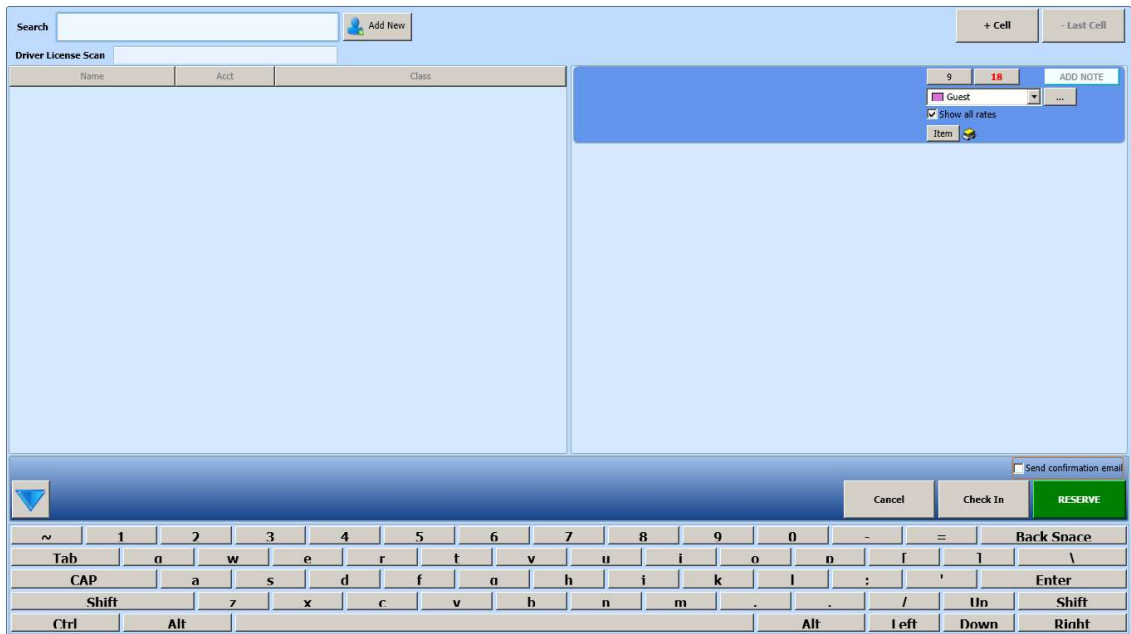 Search
Add New
+ Cell
- Last Cell
Driver License Scan
Name Acct Class
9 18 ADD NOTE
Guest ...
Show all rates
Item
Send confirmation email
Cancel Check In RESERVE
~ 1 2 3 4 5 6 7 8 9 0 - = Back Space
Tab q w e r t y u i o p [ ] \
CAP a s d f g h j k l : ' Enter
Shift z x c v b n m . . / Up Shift
Ctrl Alt Alt Left Down Right